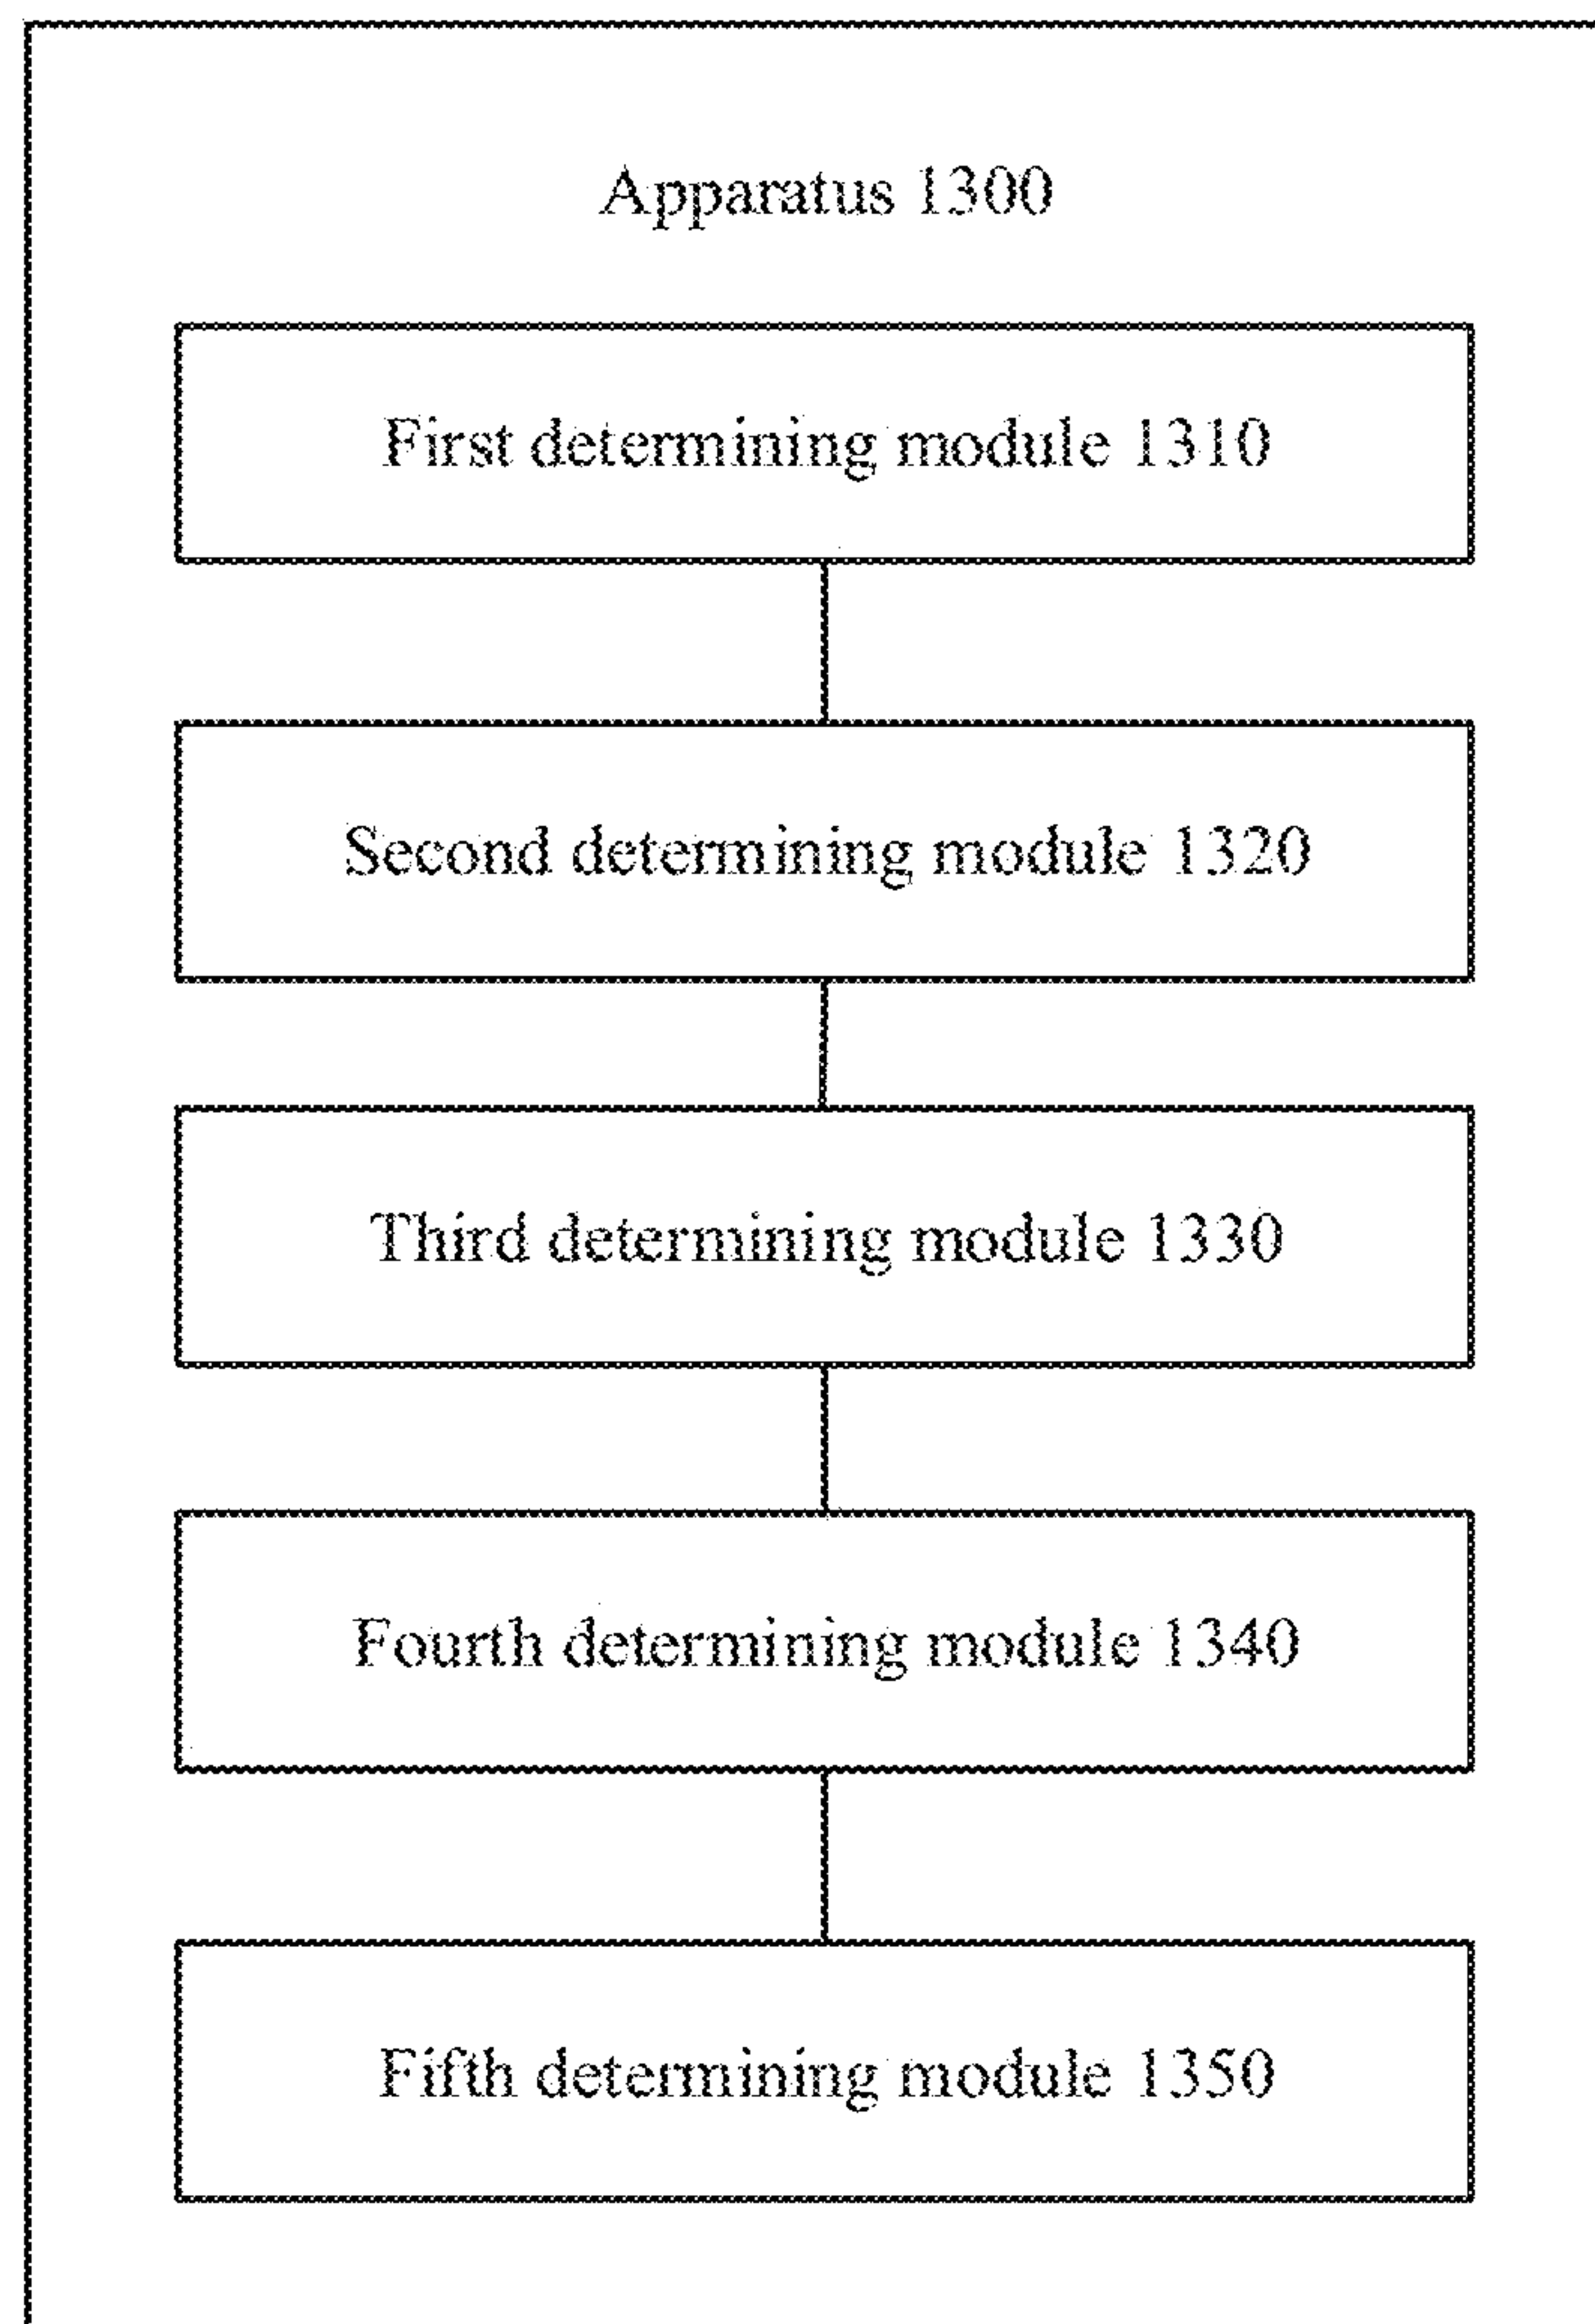 Apparatus 1300
First determining module 1310
Second determining module 1320
Third determining module 1330
Fourth determining module 1340
Fifth determining module 1350